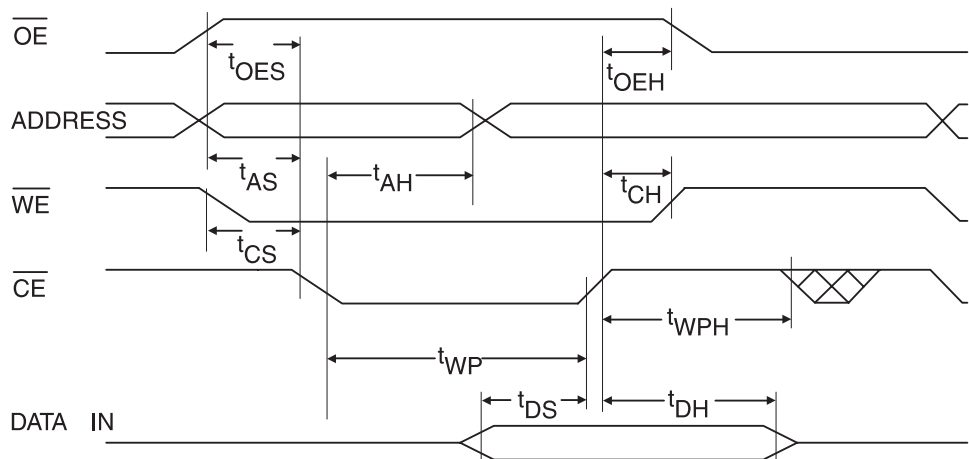 OE
tOES
tOEH
ADDRESS
tAS
tAH
tCH
WE
tCS
CE
tWPH
tWP
tDS
tDH
DATA IN